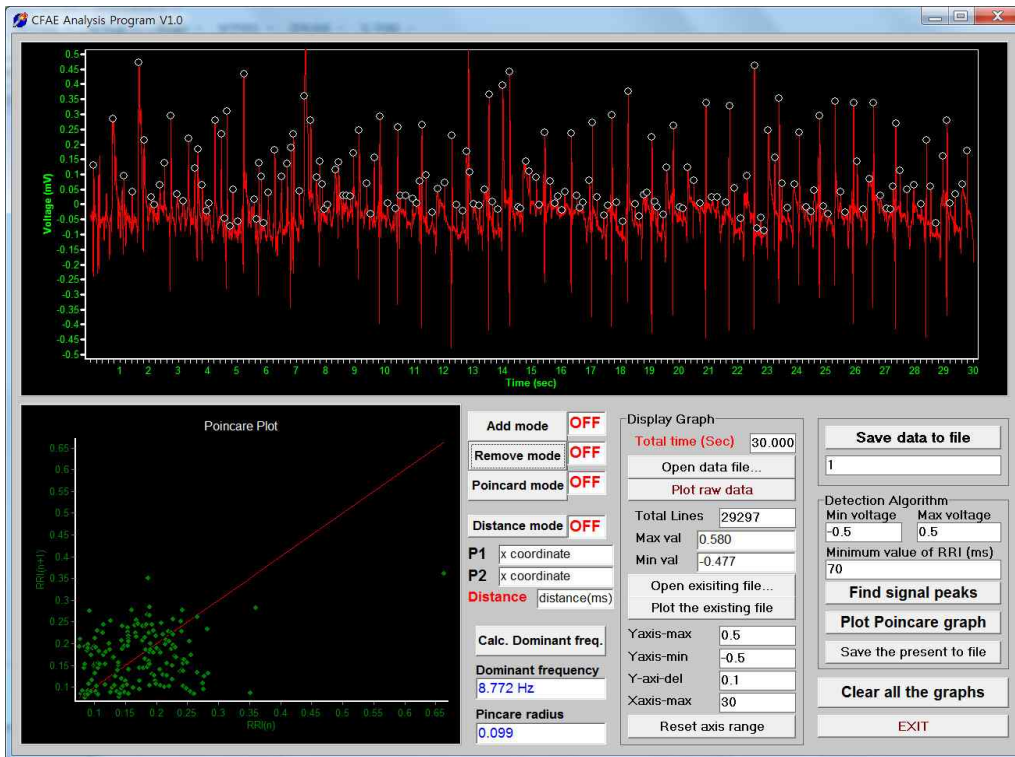 CFAE Analysis Program V1.0
0.5
0.45
0.4
0.35
0.3
0.25
0.2
0.15
0.1
0.05
0
-0.05
-0.1
-0.15
-0.2
-0.25
-0.3
-0.35
-0.4
-0.45
-0.5
Voltage (mV)
1 2 3 4 5 6 7 8 9 10 11 12 13 14 15 16 17 18 19 20 21 22 23 24 25 26 27 28 29 30
Time (sec)
Poincare Plot
0.65
0.6
0.55
0.5
0.45
0.4
0.35
0.3
0.25
0.2
0.15
0.1
RRI(n+1)
0.1 0.15 0.2 0.25 0.3 0.35 0.4 0.45 0.5 0.55 0.6 0.65
RRI(n)
Add mode OFF
Remove mode OFF
Poincard mode OFF
Distance mode OFF
P1 x coordinate
P2 x coordinate
Distance distance(ms)
Calc. Dominant freq.
Dominant frequency
8.772 Hz
Pincare radius
0.099
Display Graph
Total time (Sec) 30.000
Open data file...
Plot raw data
Total Lines 29297
Max val 0.580
Min val -0.477
Open exisiting file...
Plot the existing file
Yaxis-max 0.5
Yaxis-min -0.5
Y-axi-del 0.1
Xaxis-max 30
Reset axis range
Save data to file
1
Detection Algorithm
Min voltage Max voltage
-0.5 0.5
Minimum value of RRI (ms)
70
Find signal peaks
Plot Poincare graph
Save the present to file
Clear all the graphs
EXIT